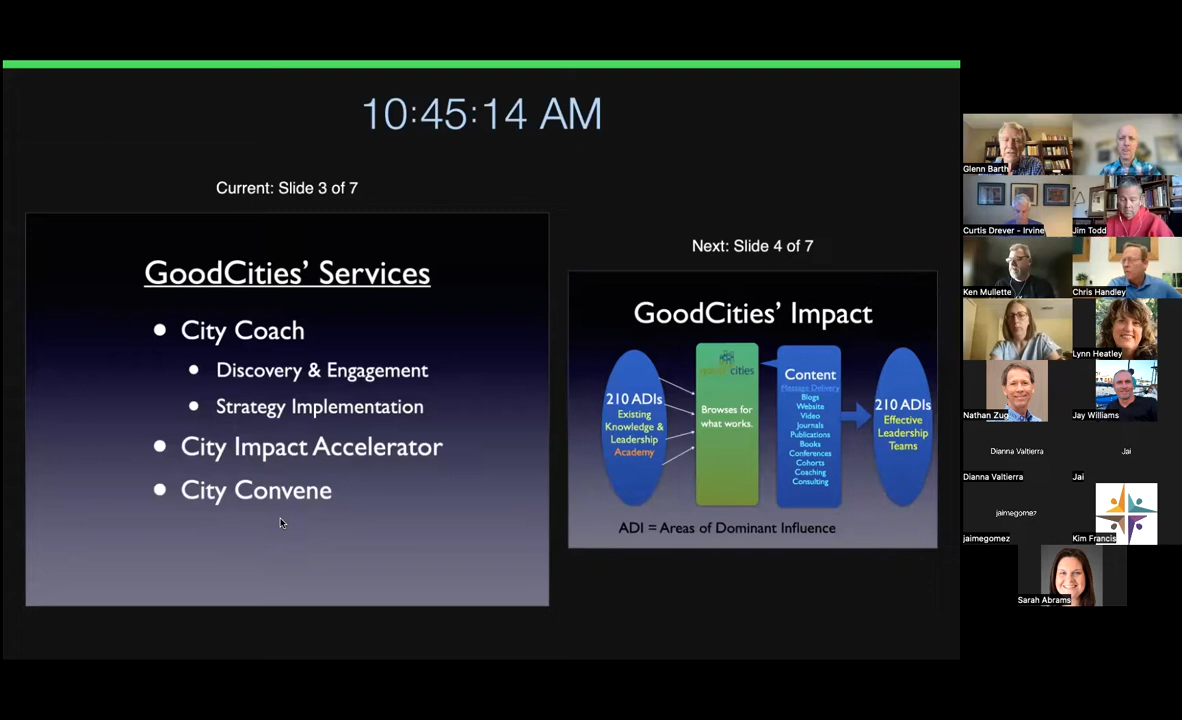 10:45:14 AM
Current: Slide 3 of 7
GoodCities' Services
City Coach
Discovery & Engagement
Strategy Implementation
City Impact Accelerator
City Convene
Next: Slide 4 of 7
GoodCities' Impact
210 ADIs
Existing
Knowledge &
Leadership
Academy
goodcities
Browses for
what works.
Content
Message Delivery
Blogs
Website
Video
Journals
Publications
Books
Conferences
Cohorts
Coaching
Consulting
210 ADIs
Effective
Leadership
Teams
ADI = Areas of Dominant Influence
Glenn Barth
Curtis Drever - Irvine
Jim Todd
Ken Mullette
Chris Handley
Lynn Heatley
Nathan Zug
Jay Williams
Dianna Valtierra
Jai
Dianna Valtierra
Jai
jaimegomez
jaimegomez
Kim Francis
Sarah Abrams